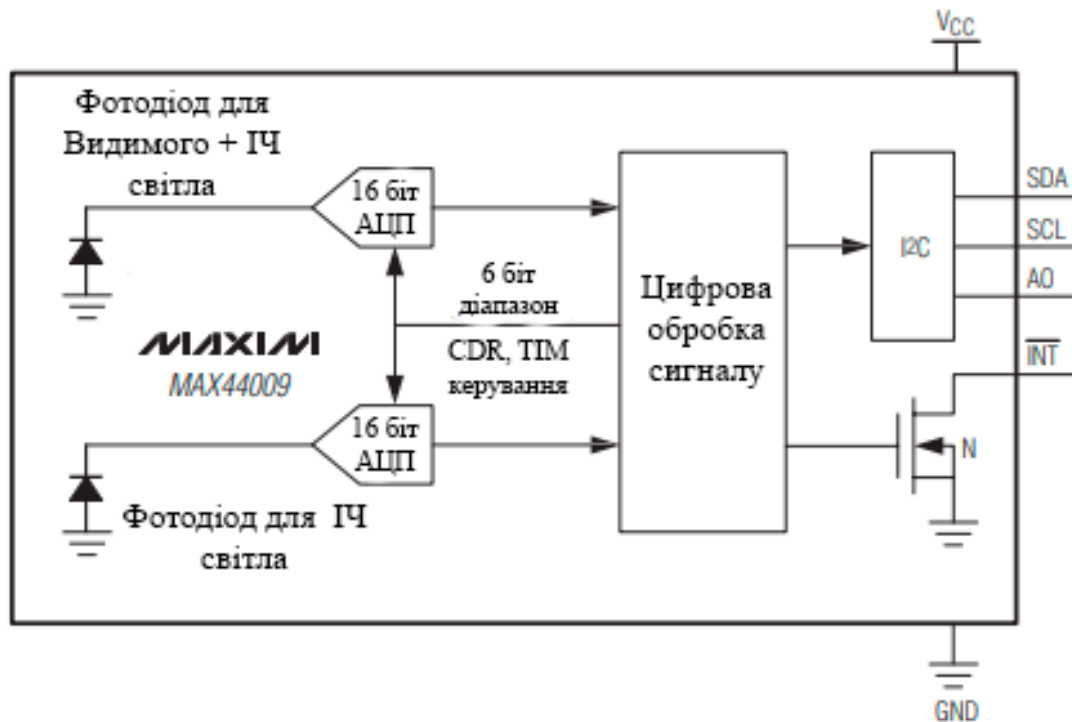 VCC
Фотодіод для
Видимого + ІЧ
світла
16 біт
АЦП
6 біт
діапазон
CDR, TIM
керування
MAXIM
MAX44009
16 біт
АЦП
Фотодіод для ІЧ
світла
Цифрова
обробка
сигналу
I2C
SDA
SCL
A0
INT
N
GND